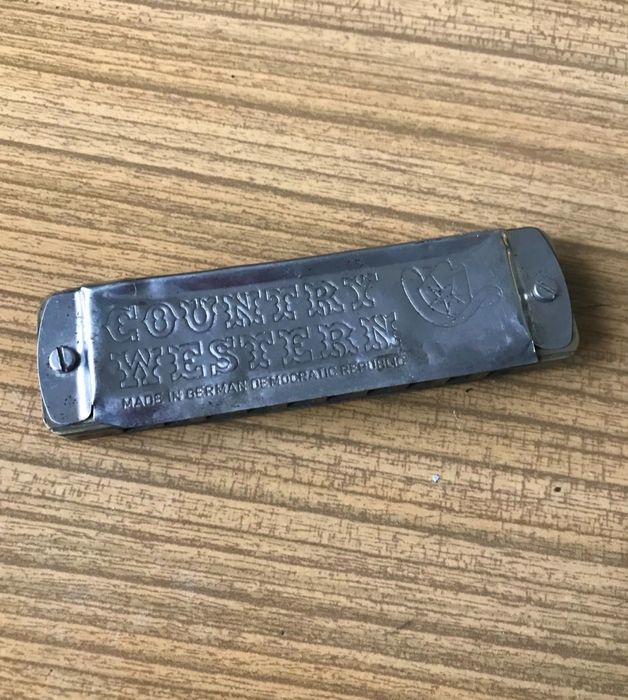 COUNTRY
WESTERN
MADE IN GERMAN DEMOCRATIC REPUBLIC